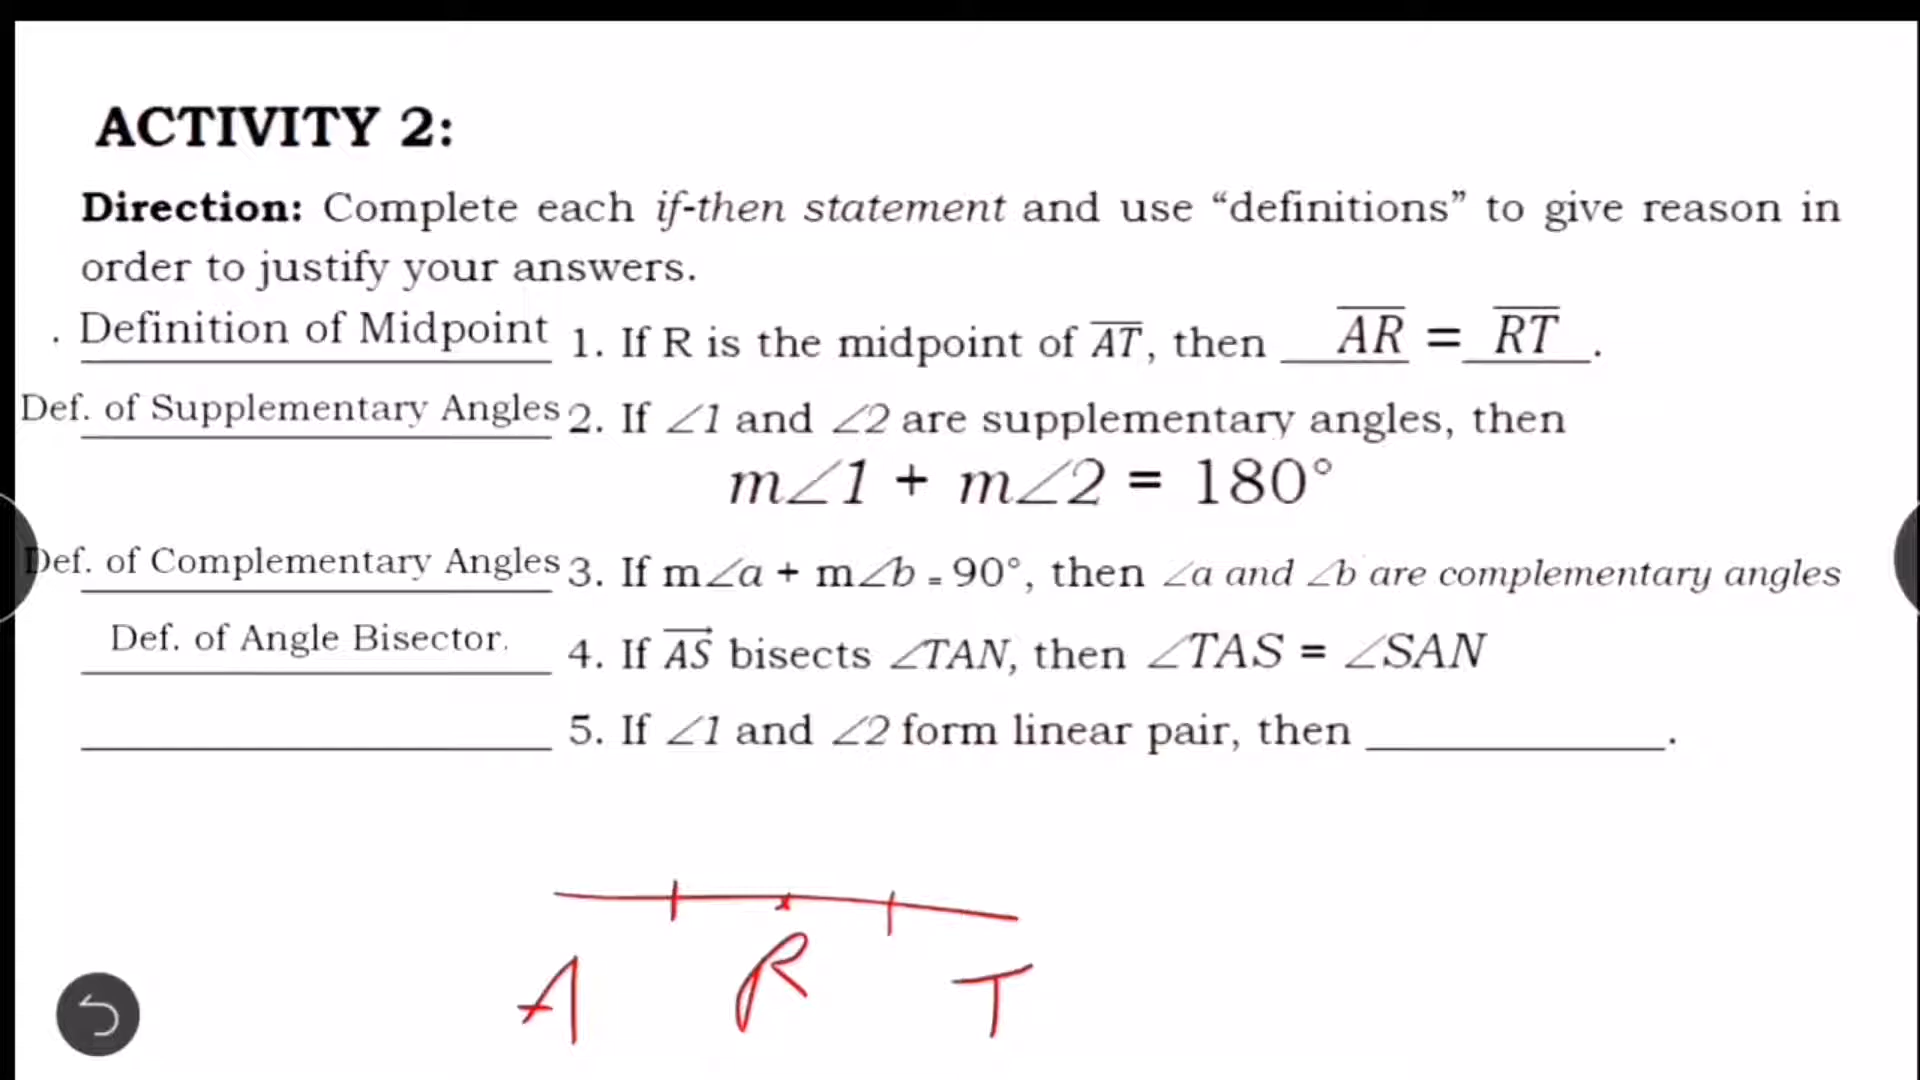 ACTIVITY 2:
Direction: Complete each if-then statement and use “definitions” to give reason in
order to justify your answers.
. Definition of Midpoint 1. If R is the midpoint of A̅T̅, then A̅R̅ = R̅T̅.
Def. of Supplementary Angles 2. If ∠1 and ∠2 are supplementary angles, then
m∠1 + m∠2 = 180°
Def. of Complementary Angles 3. If m∠a + m∠b = 90°, then ∠a and ∠b are complementary angles
Def. of Angle Bisector. 4. If A͞S⃗ bisects ∠TAN, then ∠TAS = ∠SAN
5. If ∠1 and ∠2 form linear pair, then ____________.
A R T